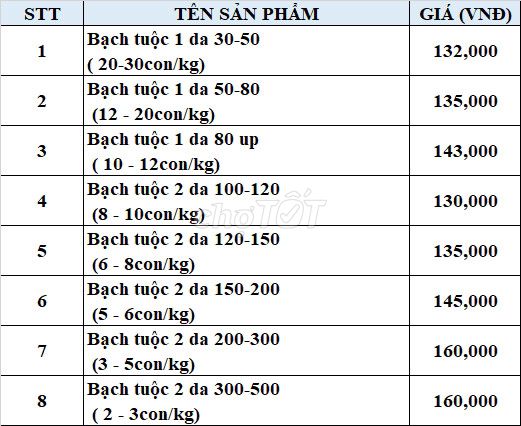 STT TÊN SẢN PHẨM GIÁ (VNĐ)
1 Bạch tuộc 1 da 30-50 132,000
( 20-30con/kg)
2 Bạch tuộc 1 da 50-80 135,000
(12 - 20con/kg)
3 Bạch tuộc 1 da 80 up 143,000
( 10 - 12con/kg)
4 Bạch tuộc 2 da 100-120 130,000
(8 - 10con/kg)
5 Bạch tuộc 2 da 120-150 135,000
(6 - 8con/kg)
6 Bạch tuộc 2 da 150-200 145,000
(5 - 6con/kg)
7 Bạch tuộc 2 da 200-300 160,000
(3 - 5con/kg)
8 Bạch tuộc 2 da 300-500 160,000
( 2 - 3con/kg)
chợTỐT